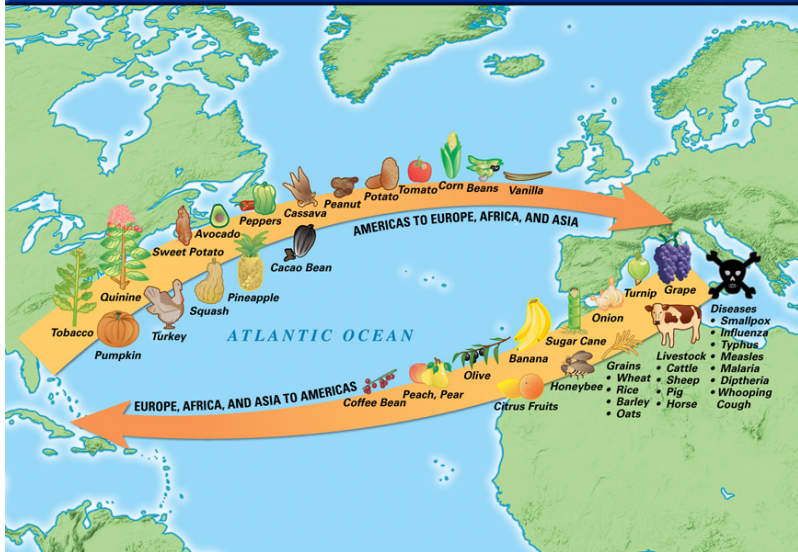 Tobacco
Quinine
Sweet Potato
Avocado
Peppers
Cassava
Peanut
Potato
Tomato
Corn
Beans
Vanilla
AMERICAS TO EUROPE, AFRICA, AND ASIA
Pumpkin
Turkey
Squash
Pineapple
Cacao Bean
ATLANTIC OCEAN
EUROPE, AFRICA, AND ASIA TO AMERICAS
Coffee Bean
Peach, Pear
Olive
Banana
Citrus Fruits
Sugar Cane
Honeybee
Onion
Turnip
Grape
Grains
• Wheat
• Rice
• Barley
• Oats
Livestock
• Cattle
• Sheep
• Pig
• Horse
Diseases
• Smallpox
• Influenza
• Typhus
• Measles
• Malaria
• Diptheria
• Whooping
Cough